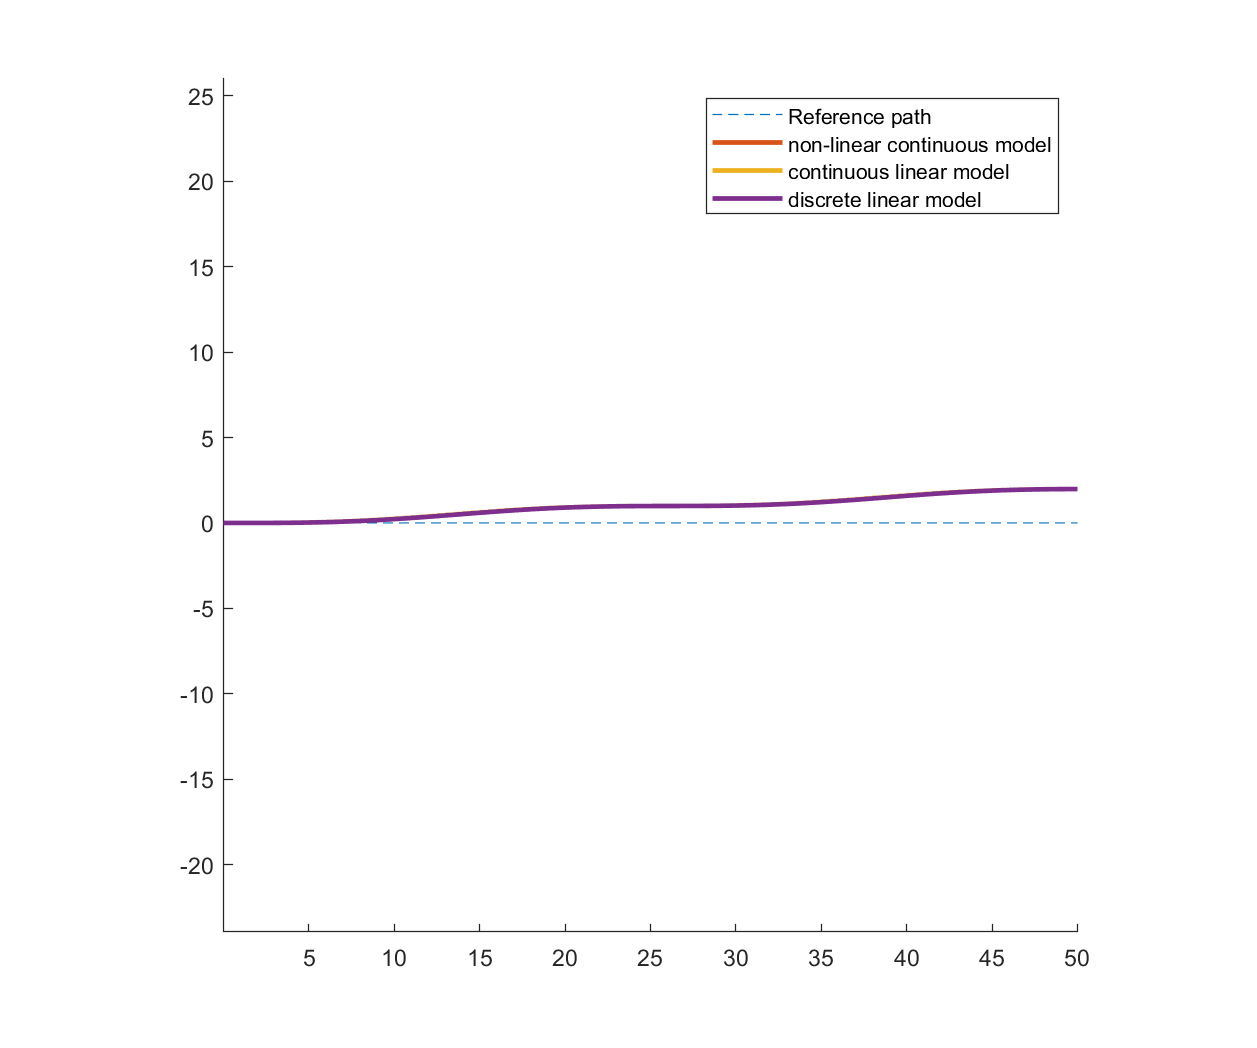 25
20
15
10
5
0
-5
-10
-15
-20
5 10 15 20 25 30 35 40 45 50
Reference path
non-linear continuous model
continuous linear model
discrete linear model